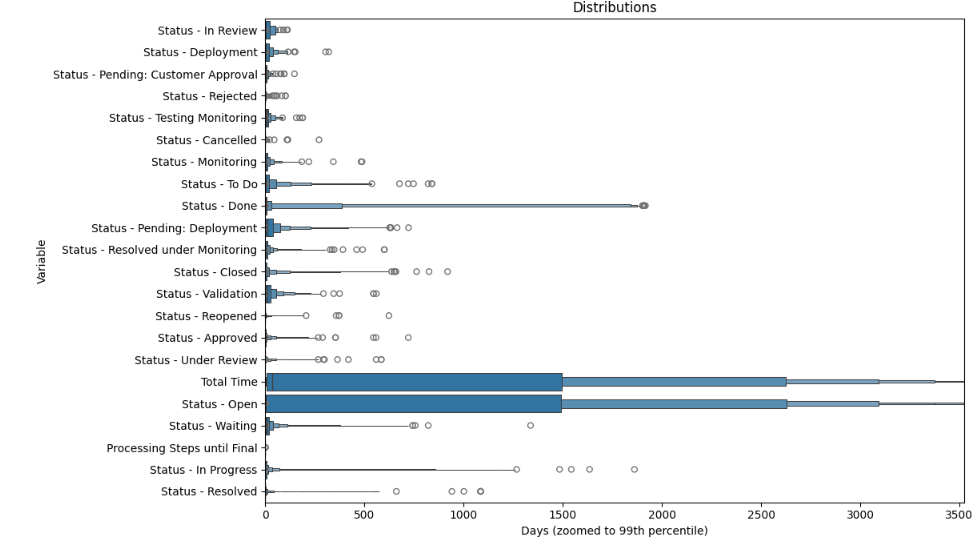 Distributions
Variable
Status - In Review
Status - Deployment
Status - Pending: Customer Approval
Status - Rejected
Status - Testing Monitoring
Status - Cancelled
Status - Monitoring
Status - To Do
Status - Done
Status - Pending: Deployment
Status - Resolved under Monitoring
Status - Closed
Status - Validation
Status - Reopened
Status - Approved
Status - Under Review
Total Time
Status - Open
Status - Waiting
Processing Steps until Final
Status - In Progress
Status - Resolved
0 500 1000 1500 2000 2500 3000 3500
Days (zoomed to 99th percentile)